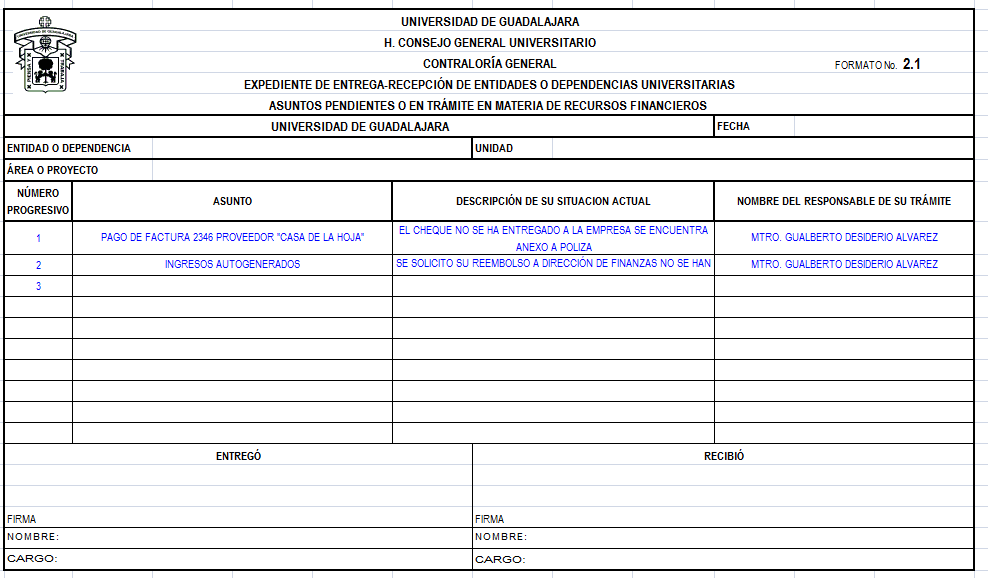 UNIVERSIDAD DE GUADALAJARA
H. CONSEJO GENERAL UNIVERSITARIO
CONTRALORÍA GENERAL
FORMATO No. 2.1
EXPEDIENTE DE ENTREGA-RECEPCIÓN DE ENTIDADES O DEPENDENCIAS UNIVERSITARIAS
ASUNTOS PENDIENTES O EN TRÁMITE EN MATERIA DE RECURSOS FINANCIEROS
UNIVERSIDAD DE GUADALAJARA FECHA
ENTIDAD O DEPENDENCIA UNIDAD
ÁREA O PROYECTO
NÚMERO PROGRESIVO ASUNTO DESCRIPCIÓN DE SU SITUACION ACTUAL NOMBRE DEL RESPONSABLE DE SU TRÁMITE
1 PAGO DE FACTURA 2346 PROVEEDOR "CASA DE LA HOJA" EL CHEQUE NO SE HA ENTREGADO A LA EMPRESA SE ENCUENTRA ANEXO A POLIZA MTRO. GUALBERTO DESIDERIO ALVAREZ
2 INGRESOS AUTOGENERADOS SE SOLICITO SU REEMBOLSO A DIRECCIÓN DE FINANZAS NO SE HAN MTRO. GUALBERTO DESIDERIO ALVAREZ
3
ENTREGÓ RECIBIÓ
FIRMA FIRMA
NOMBRE: NOMBRE:
CARGO: CARGO: